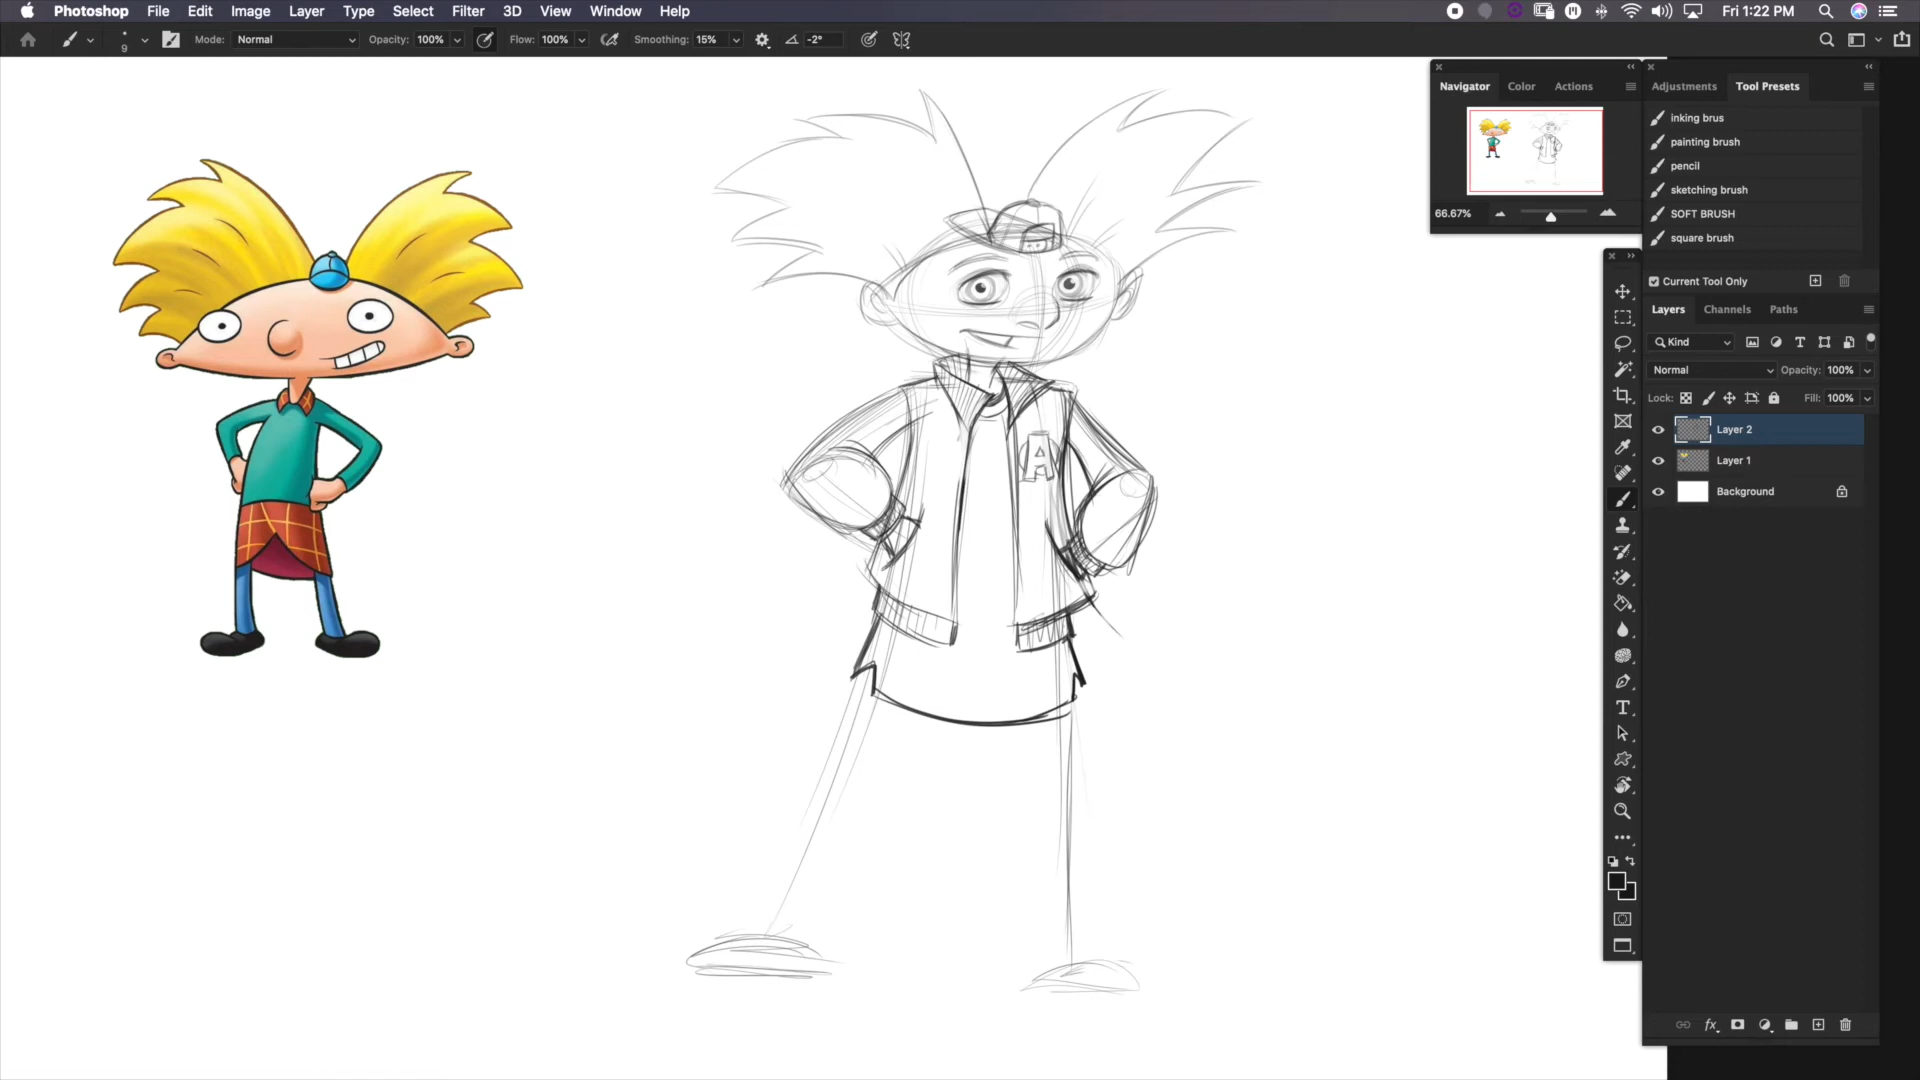 Photoshop File Edit Image Layer Type Select Filter 3D View Window Help Fri 1:22 PM
9 Mode: Normal Opacity: 100% Flow: 100% Smoothing: 15% -2°
Navigator Color Actions
66.67%
Adjustments Tool Presets
inking brus
painting brush
pencil
sketching brush
SOFT BRUSH
square brush
Current Tool Only
Layers Channels Paths
Kind
Normal Opacity: 100%
Lock: Fill: 100%
Layer 2
Layer 1
Background
fx
A